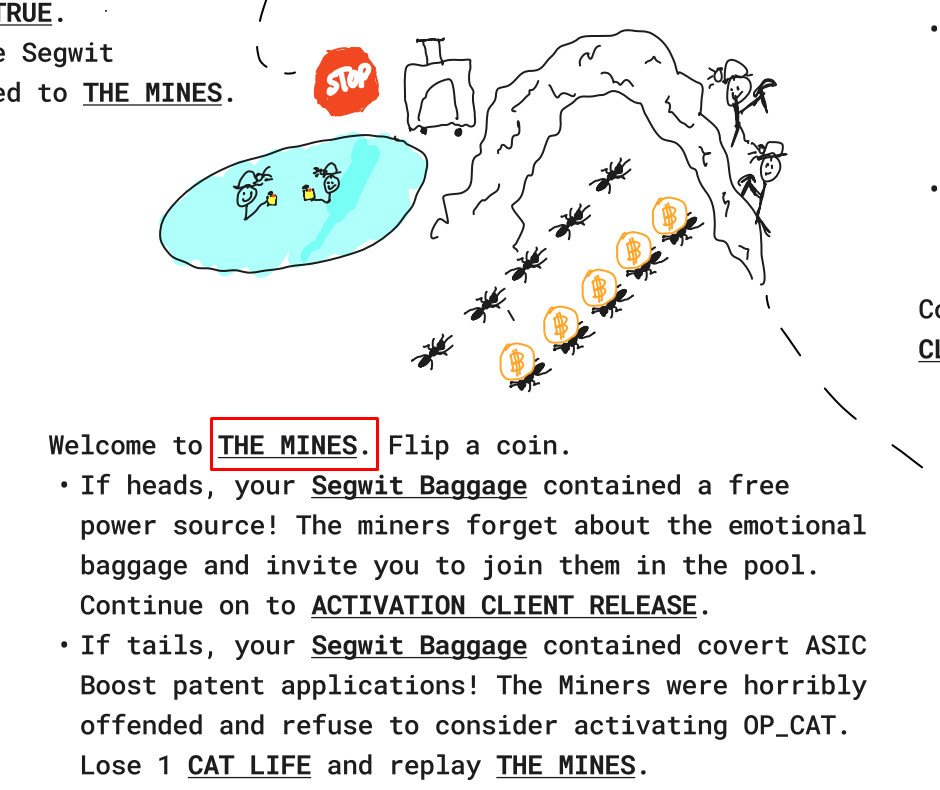 TRUE.
e Segwit
ed to THE MINES.
STOP
Welcome to THE MINES. Flip a coin.
• If heads, your Segwit Baggage contained a free
power source! The miners forget about the emotional
baggage and invite you to join them in the pool.
Continue on to ACTIVATION CLIENT RELEASE.
• If tails, your Segwit Baggage contained covert ASIC
Boost patent applications! The Miners were horribly
offended and refuse to consider activating OP_CAT.
Lose 1 CAT LIFE and replay THE MINES.
Co
CL